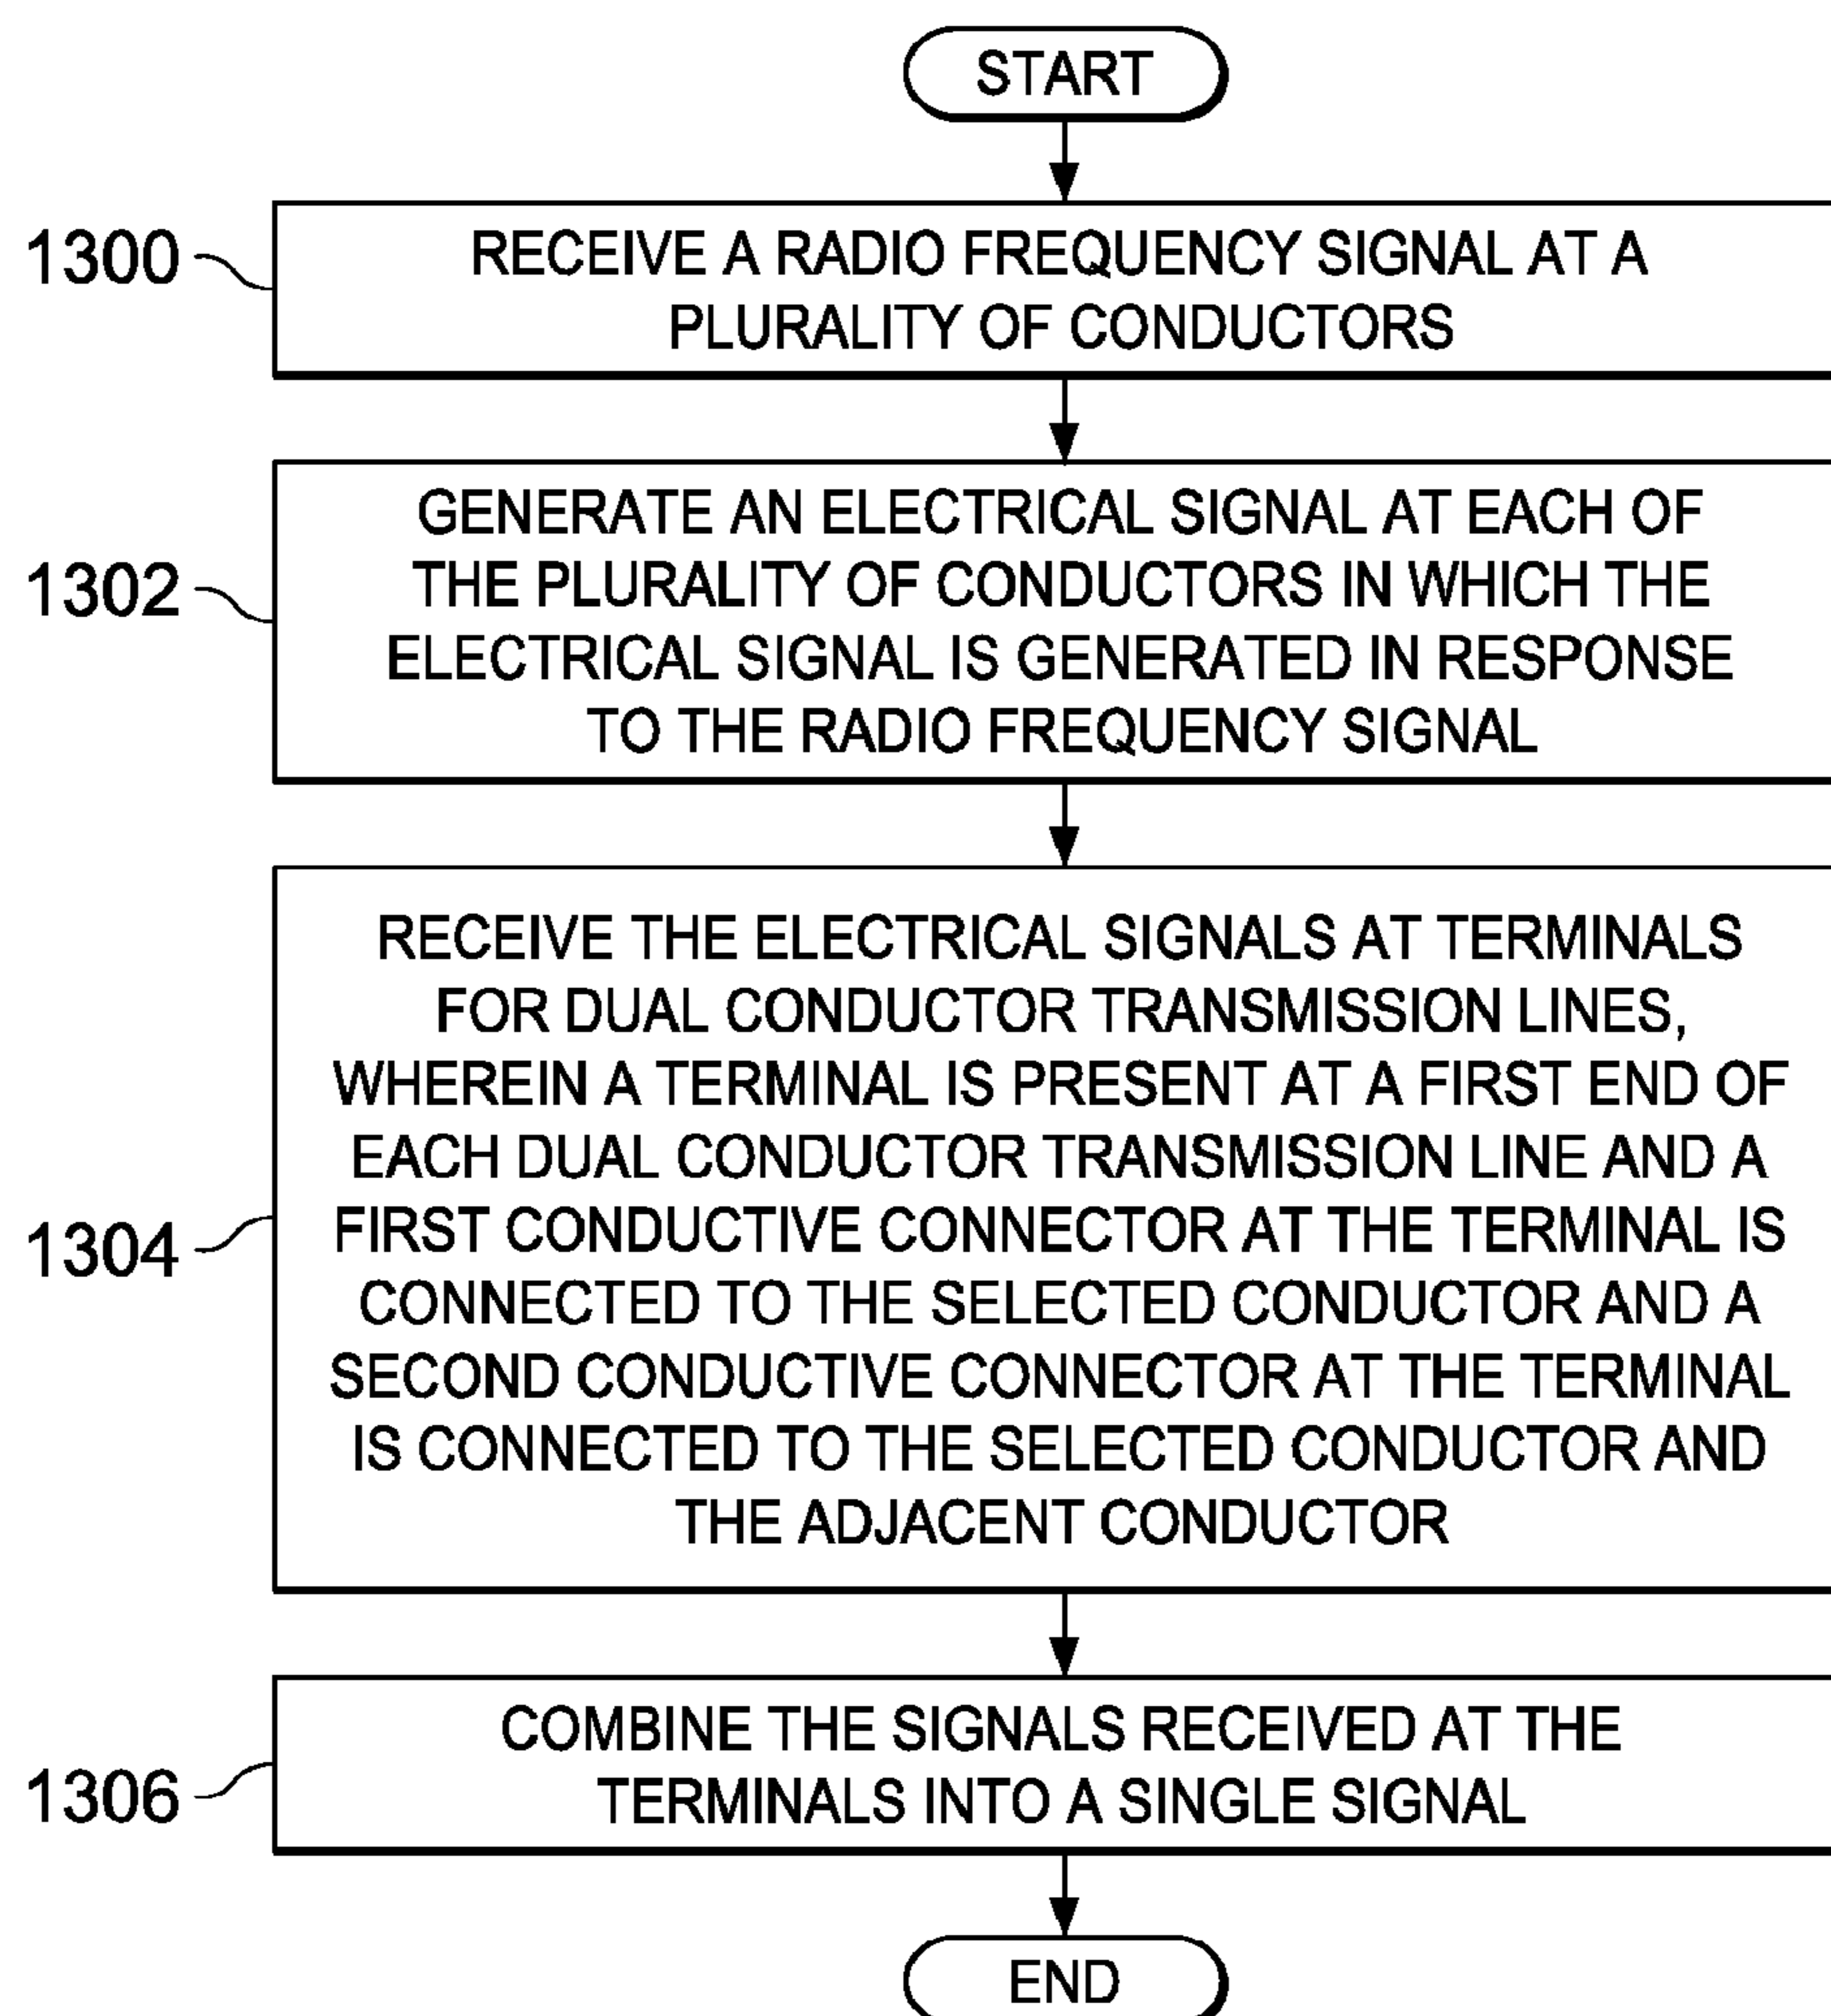 START
1300
RECEIVE A RADIO FREQUENCY SIGNAL AT A
PLURALITY OF CONDUCTORS
1302
GENERATE AN ELECTRICAL SIGNAL AT EACH OF
THE PLURALITY OF CONDUCTORS IN WHICH THE
ELECTRICAL SIGNAL IS GENERATED IN RESPONSE
TO THE RADIO FREQUENCY SIGNAL
1304
RECEIVE THE ELECTRICAL SIGNALS AT TERMINALS
FOR DUAL CONDUCTOR TRANSMISSION LINES,
WHEREIN A TERMINAL IS PRESENT AT A FIRST END OF
EACH DUAL CONDUCTOR TRANSMISSION LINE AND A
FIRST CONDUCTIVE CONNECTOR AT THE TERMINAL IS
CONNECTED TO THE SELECTED CONDUCTOR AND A
SECOND CONDUCTIVE CONNECTOR AT THE TERMINAL
IS CONNECTED TO THE SELECTED CONDUCTOR AND
THE ADJACENT CONDUCTOR
1306
COMBINE THE SIGNALS RECEIVED AT THE
TERMINALS INTO A SINGLE SIGNAL
END